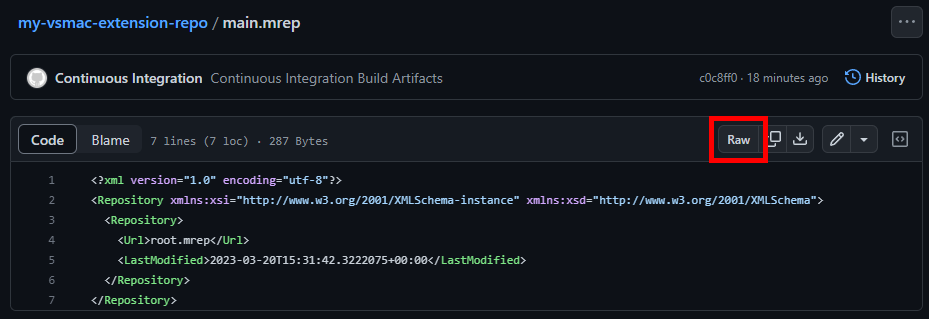 my-vsmac-extension-repo / main.mrep
Continuous Integration Continuous Integration Build Artifacts c0c8ff0 · 18 minutes ago History
Code Blame 7 lines (7 loc) · 287 Bytes Raw
1 <?xml version="1.0" encoding="utf-8"?>
2 <Repository xmlns:xsi="http://www.w3.org/2001/XMLSchema-instance" xmlns:xsd="http://www.w3.org/2001/XMLSchema">
3   <Repository>
4     <Url>root.mrep</Url>
5     <LastModified>2023-03-20T15:31:42.3222075+00:00</LastModified>
6   </Repository>
7 </Repository>